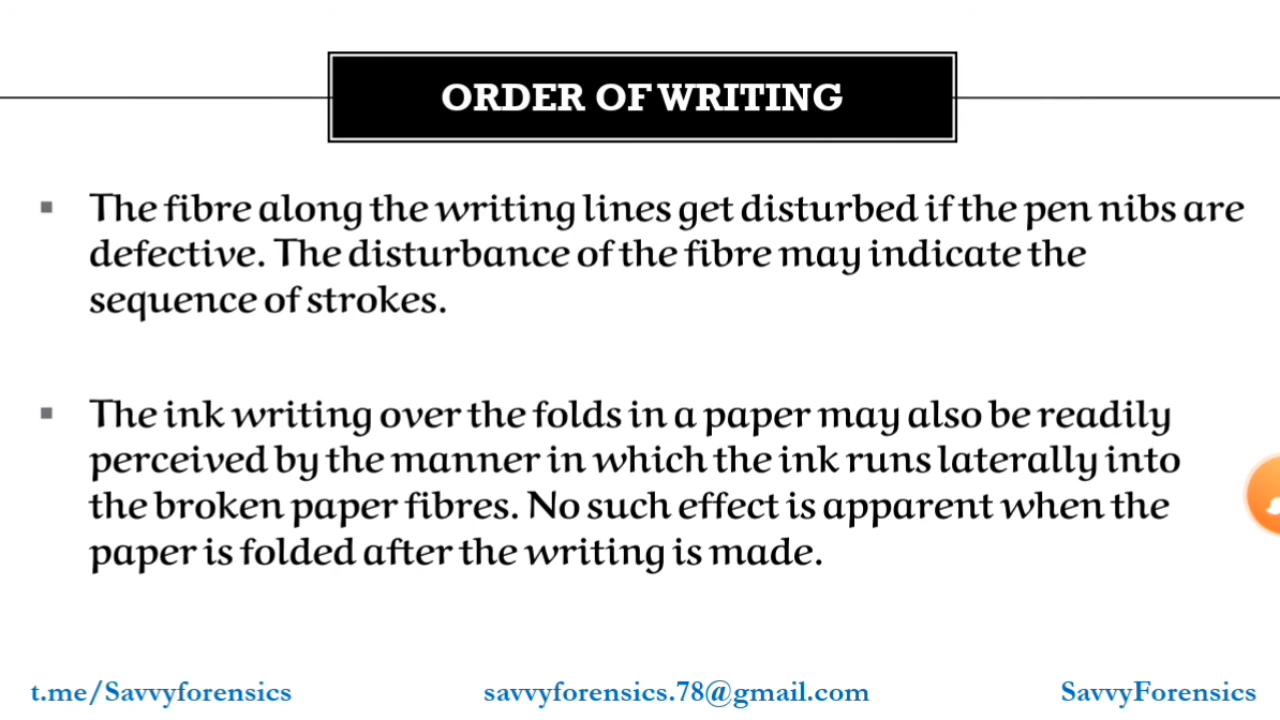 ORDER OF WRITING
▪ The fibre along the writing lines get disturbed if the pen nibs are
defective. The disturbance of the fibre may indicate the
sequence of strokes.
▪ The ink writing over the folds in a paper may also be readily
perceived by the manner in which the ink runs laterally into
the broken paper fibres. No such effect is apparent when the
paper is folded after the writing is made.
t.me/Savvyforensics savvyforensics.78@gmail.com SavvyForensics